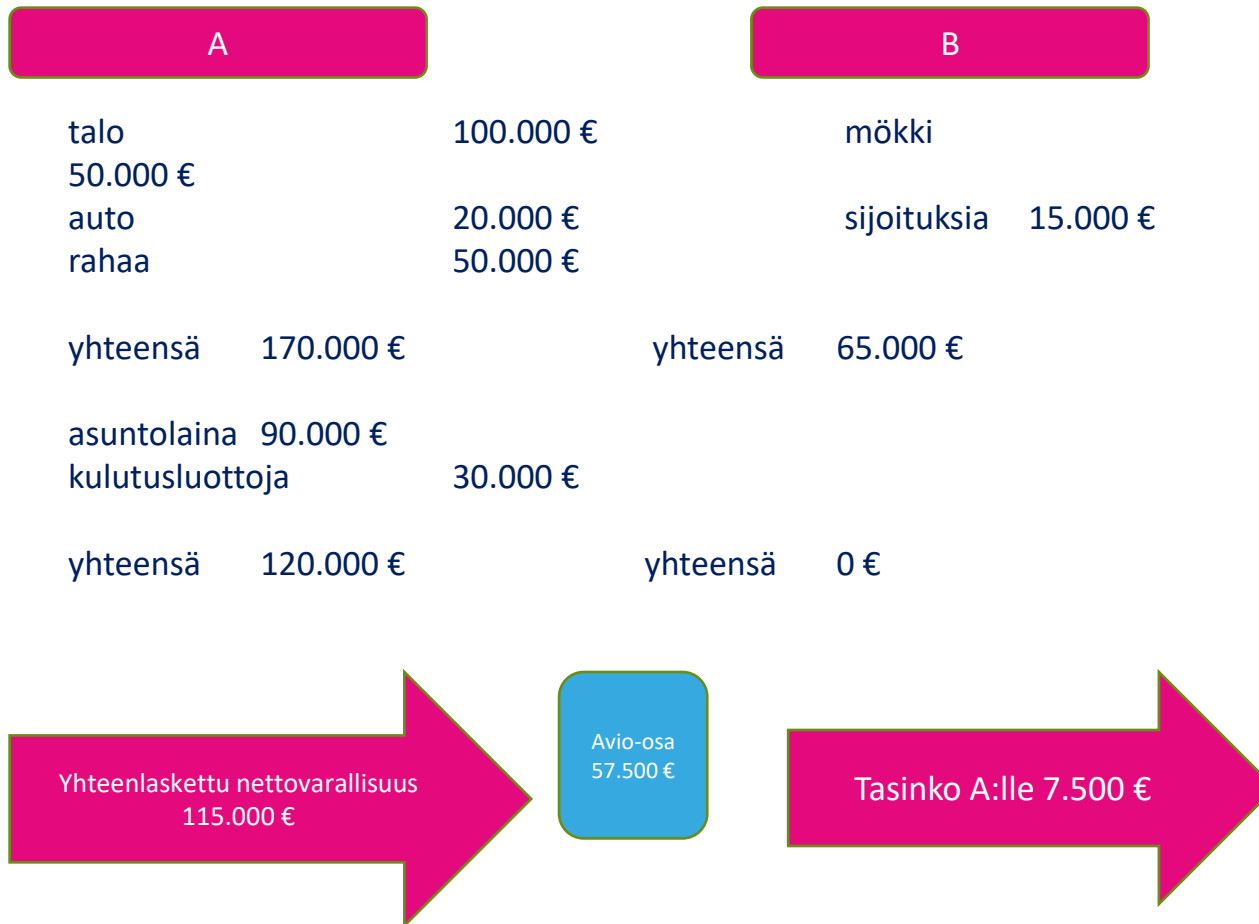 A
B
talo 100.000 € mökki
50.000 €
auto 20.000 € sijoituksia 15.000 €
rahaa 50.000 €
yhteensä 170.000 € yhteensä 65.000 €
asuntolaina 90.000 €
kulutusluottoja 30.000 €
yhteensä 120.000 € yhteensä 0 €
Yhteenlaskettu nettovarallisuus
115.000 €
Avio-osa
57.500 €
Tasinko A:lle 7.500 €